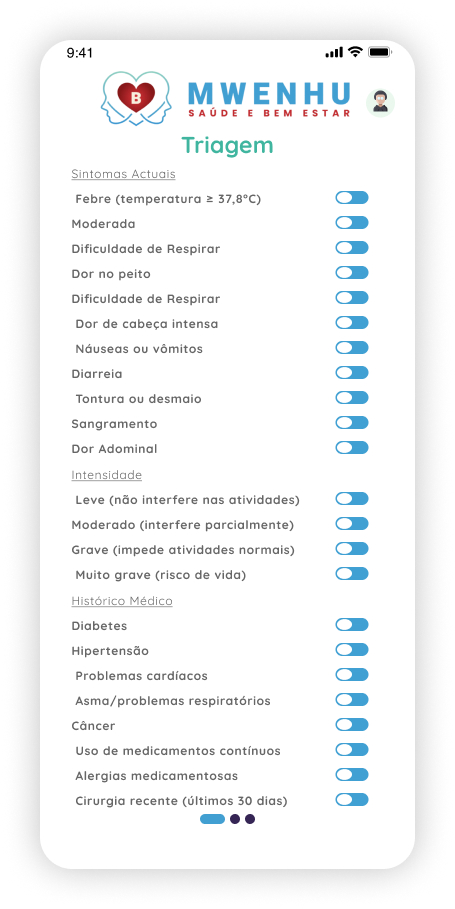 9:41
B
MWENHU
SAÚDE E BEM ESTAR
Triagem
Sintomas Actuais
Febre (temperatura ≥ 37,8°C)
Moderada
Dificuldade de Respirar
Dor no peito
Dificuldade de Respirar
Dor de cabeça intensa
Náuseas ou vômitos
Diarreia
Tontura ou desmaio
Sangramento
Dor Adominal
Intensidade
Leve (não interfere nas atividades)
Moderado (interfere parcialmente)
Grave (impede atividades normais)
Muito grave (risco de vida)
Histórico Médico
Diabetes
Hipertensão
Problemas cardíacos
Asma/problemas respiratórios
Câncer
Uso de medicamentos contínuos
Alergias medicamentosas
Cirurgia recente (últimos 30 dias)